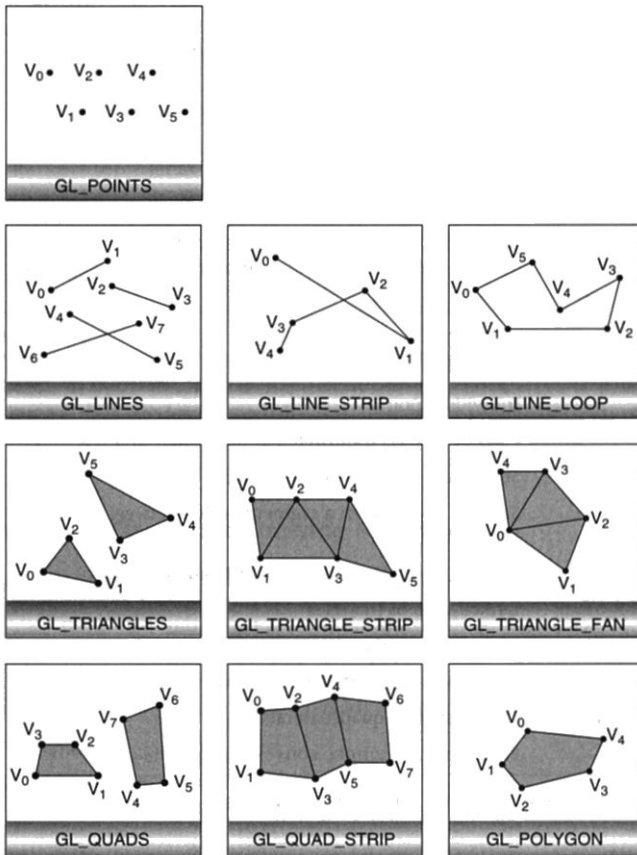 V0 V2 V4
V1 V3 V5
GL_POINTS
V1
V0 V2 V3
V4 V7
V6 V5
GL_LINES
V0
V2
V3
V4 V1
GL_LINE_STRIP
V5 V3
V0 V4
V1 V2
GL_LINE_LOOP
V5
V2 V4
V3
V0 V1
GL_TRIANGLES
V0 V2 V4
V1 V3 V5
GL_TRIANGLE_STRIP
V4 V3
V0 V2
V1
GL_TRIANGLE_FAN
V6
V7
V3 V2
V0 V1 V4 V5
GL_QUADS
V0 V2 V4 V6
V1 V3 V5 V7
GL_QUAD_STRIP
V0 V4
V1
V2 V3
GL_POLYGON